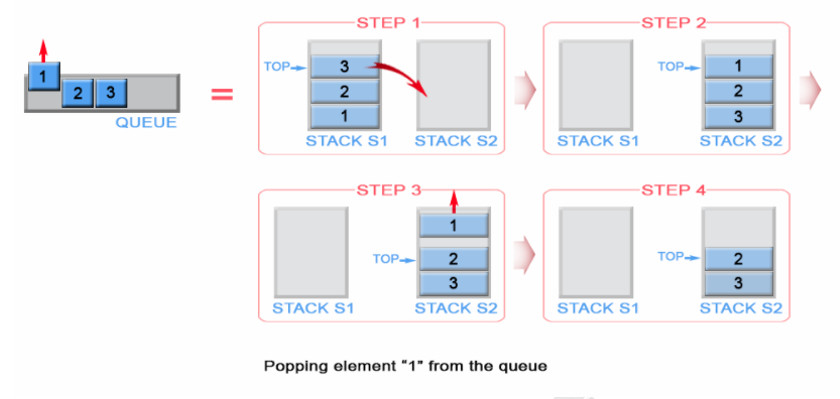 STEP 1
STEP 2
1
2 3
QUEUE
=
TOP
3
2
1
STACK S1 STACK S2
TOP
1
2
3
STACK S1 STACK S2
STEP 3
STEP 4
1
TOP
2
3
STACK S1 STACK S2
TOP
2
3
STACK S1 STACK S2
Popping element "1" from the queue